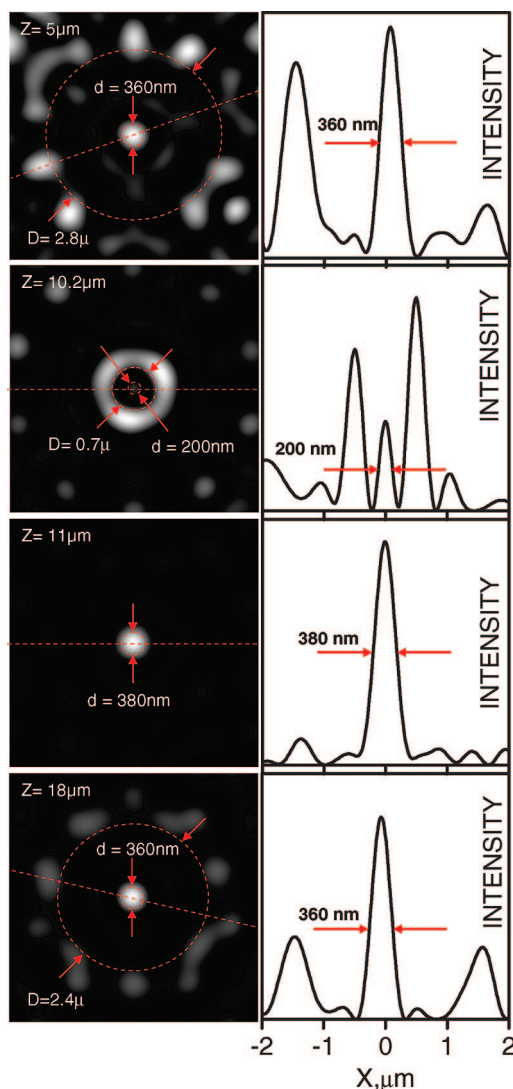 Z= 5µm
d = 360nm
D= 2.8µ
360 nm
INTENSITY
Z= 10.2µm
D= 0.7µ
d = 200nm
200 nm
INTENSITY
Z= 11µm
d = 380nm
380 nm
INTENSITY
Z= 18µm
d = 360nm
D=2.4µ
360 nm
INTENSITY
-2
-1
0
1
2
X,µm